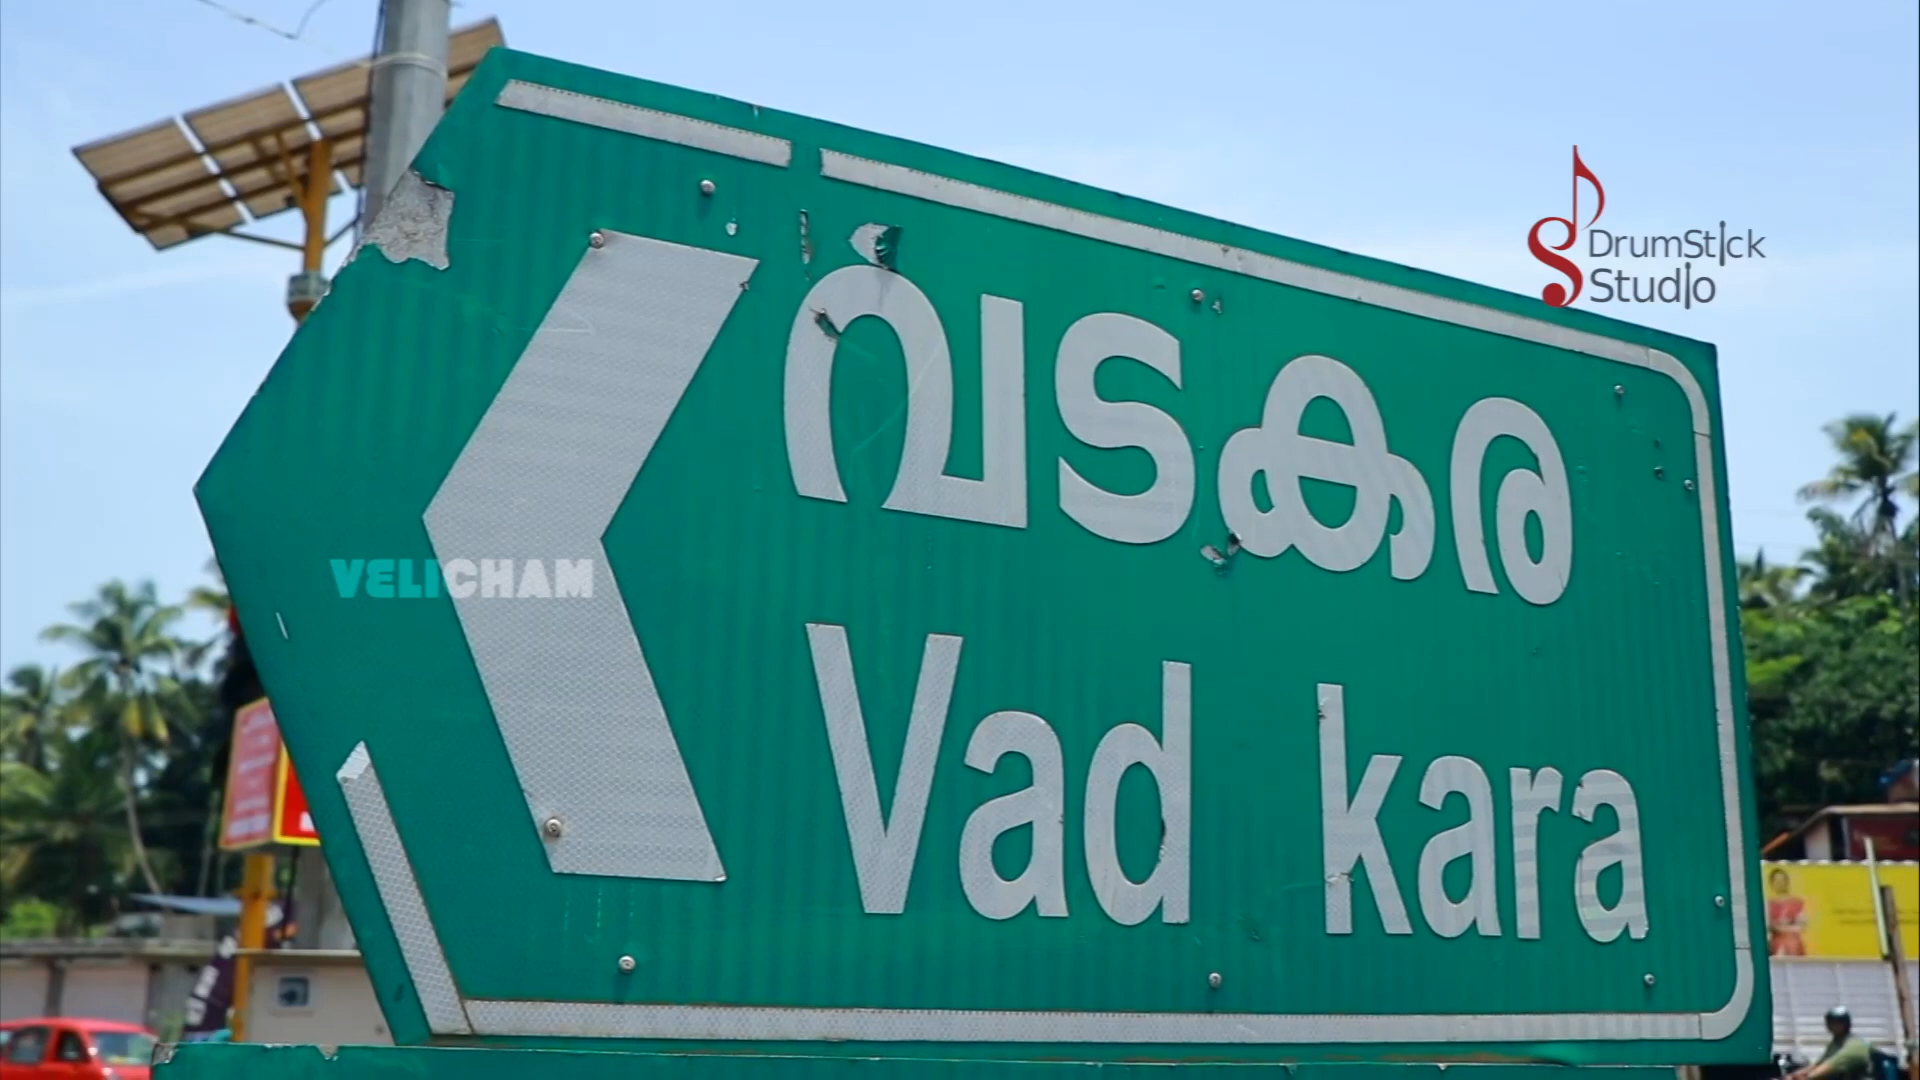 DrumStick
Studio
വടകര
VELICHAM
Vad kara